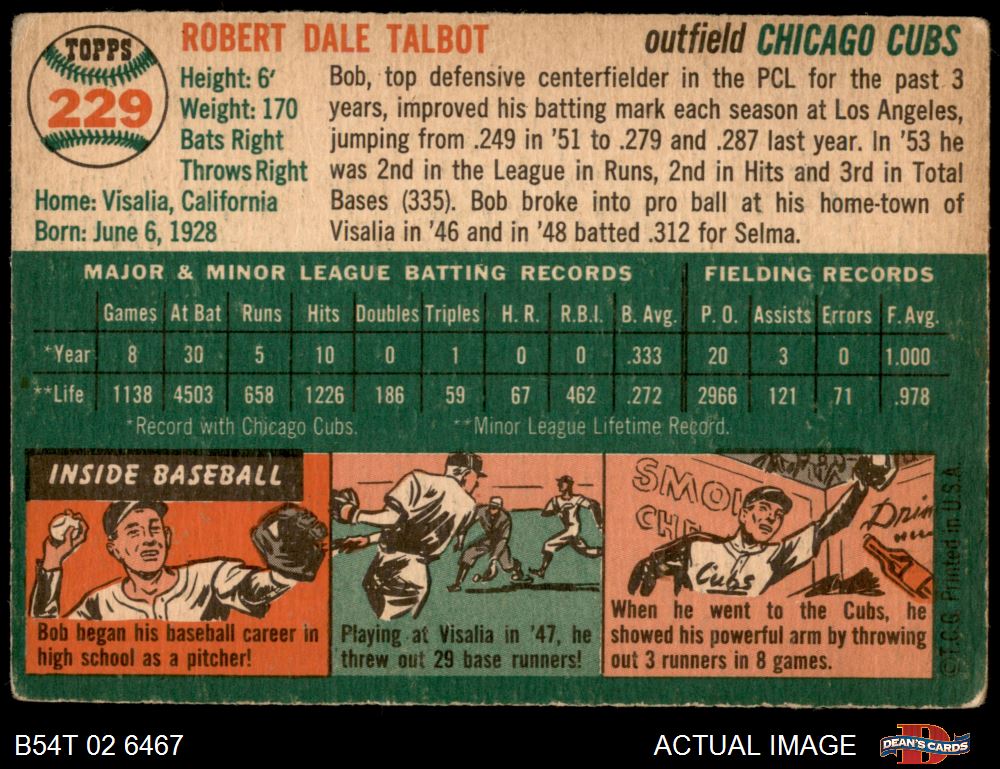 TOPPS
229
ROBERT DALE TALBOT
outfield CHICAGO CUBS
Height: 6'
Weight: 170
Bats Right
Throws Right
Home: Visalia, California
Born: June 6, 1928
Bob, top defensive centerfielder in the PCL for the past 3
years, improved his batting mark each season at Los Angeles,
jumping from .249 in '51 to .279 and .287 last year. In '53 he
was 2nd in the League in Runs, 2nd in Hits and 3rd in Total
Bases (335). Bob broke into pro ball at his home-town of
Visalia in '46 and in '48 batted .312 for Selma.
MAJOR & MINOR LEAGUE BATTING RECORDS FIELDING RECORDS
Games At Bat Runs Hits Doubles Triples H. R. R.B.I. B. Avg. P. O. Assists Errors F. Avg.
*Year 8 30 5 10 0 1 0 0 .333 20 3 0 1.000
**Life 1138 4503 658 1226 186 59 67 462 .272 2966 121 71 .978
*Record with Chicago Cubs. **Minor League Lifetime Record.
INSIDE BASEBALL
Bob began his baseball career in
high school as a pitcher!
Playing at Visalia in '47, he
threw out 29 base runners!
SMO
CH
Drin
Cubs
When he went to the Cubs, he
showed his powerful arm by throwing
out 3 runners in 8 games.
©T.C.G. Printed in U.S.A.
B54T 02 6467
ACTUAL IMAGE
DEAN'S CARDS